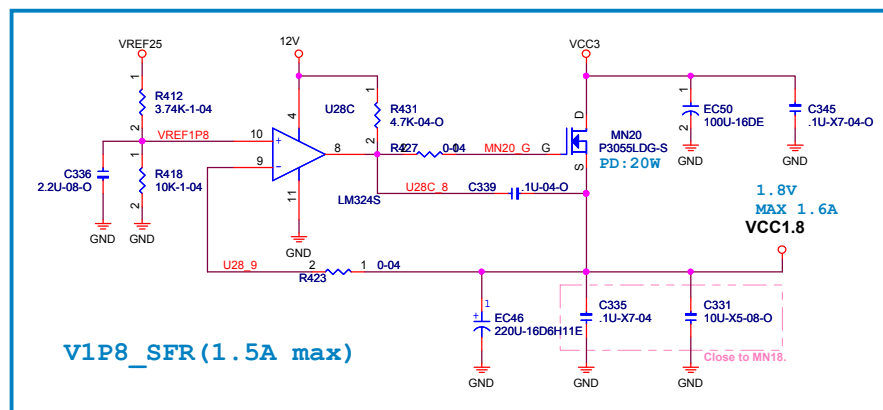 VREF25
12V
VCC3
1
R412
3.74K-1-04
2
VREF1P8
C336
2.2U-08-O
1
R418
10K-1-04
2
GND
GND
U28C
4
10
+
9
-
8
11
LM324S
GND
1
R431
4.7K-04-O
2
R427
0-04
MN20_G
G
D
S
MN20
P3055LDG-S
PD:20W
U28C_8
C339
.1U-04-O
1
EC50
100U-16DE
2
GND
C345
.1U-X7-04-O
GND
1.8V
MAX 1.6A
VCC1.8
U28_9
2
R423
1
0-04
1
+
EC46
220U-16D6H11E
GND
C335
.1U-X7-04
GND
C331
10U-X5-08-O
GND
Close to MN18.
V1P8_SFR(1.5A max)